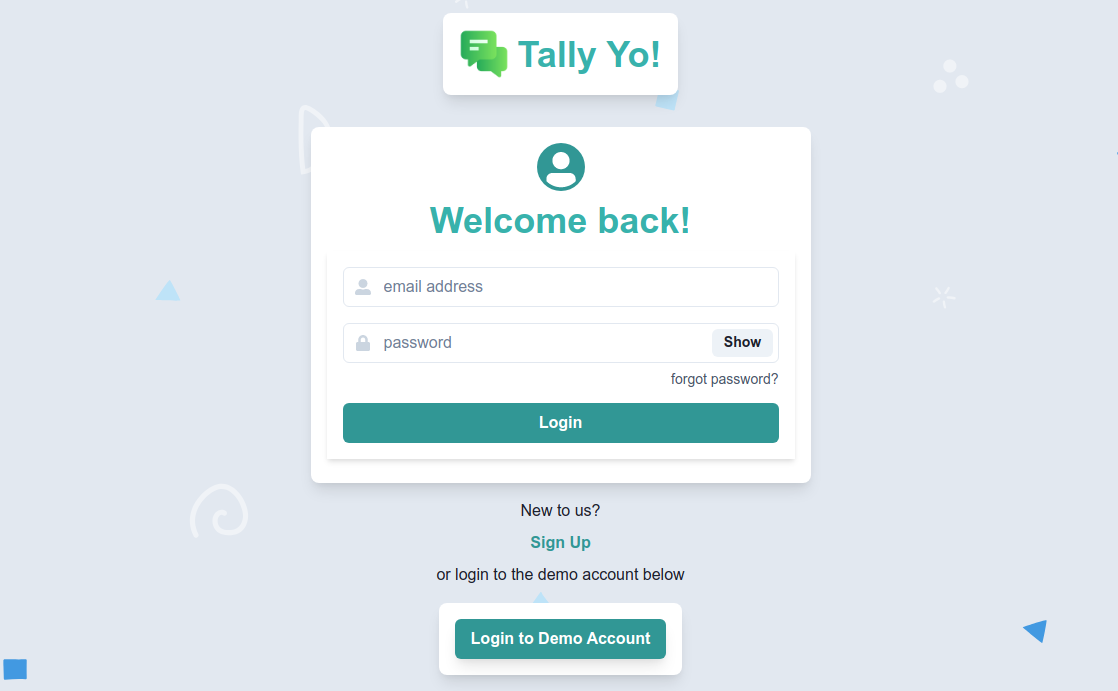 Tally Yo!
Welcome back!
email address
password
Show
forgot password?
Login
New to us?
Sign Up
or login to the demo account below
Login to Demo Account